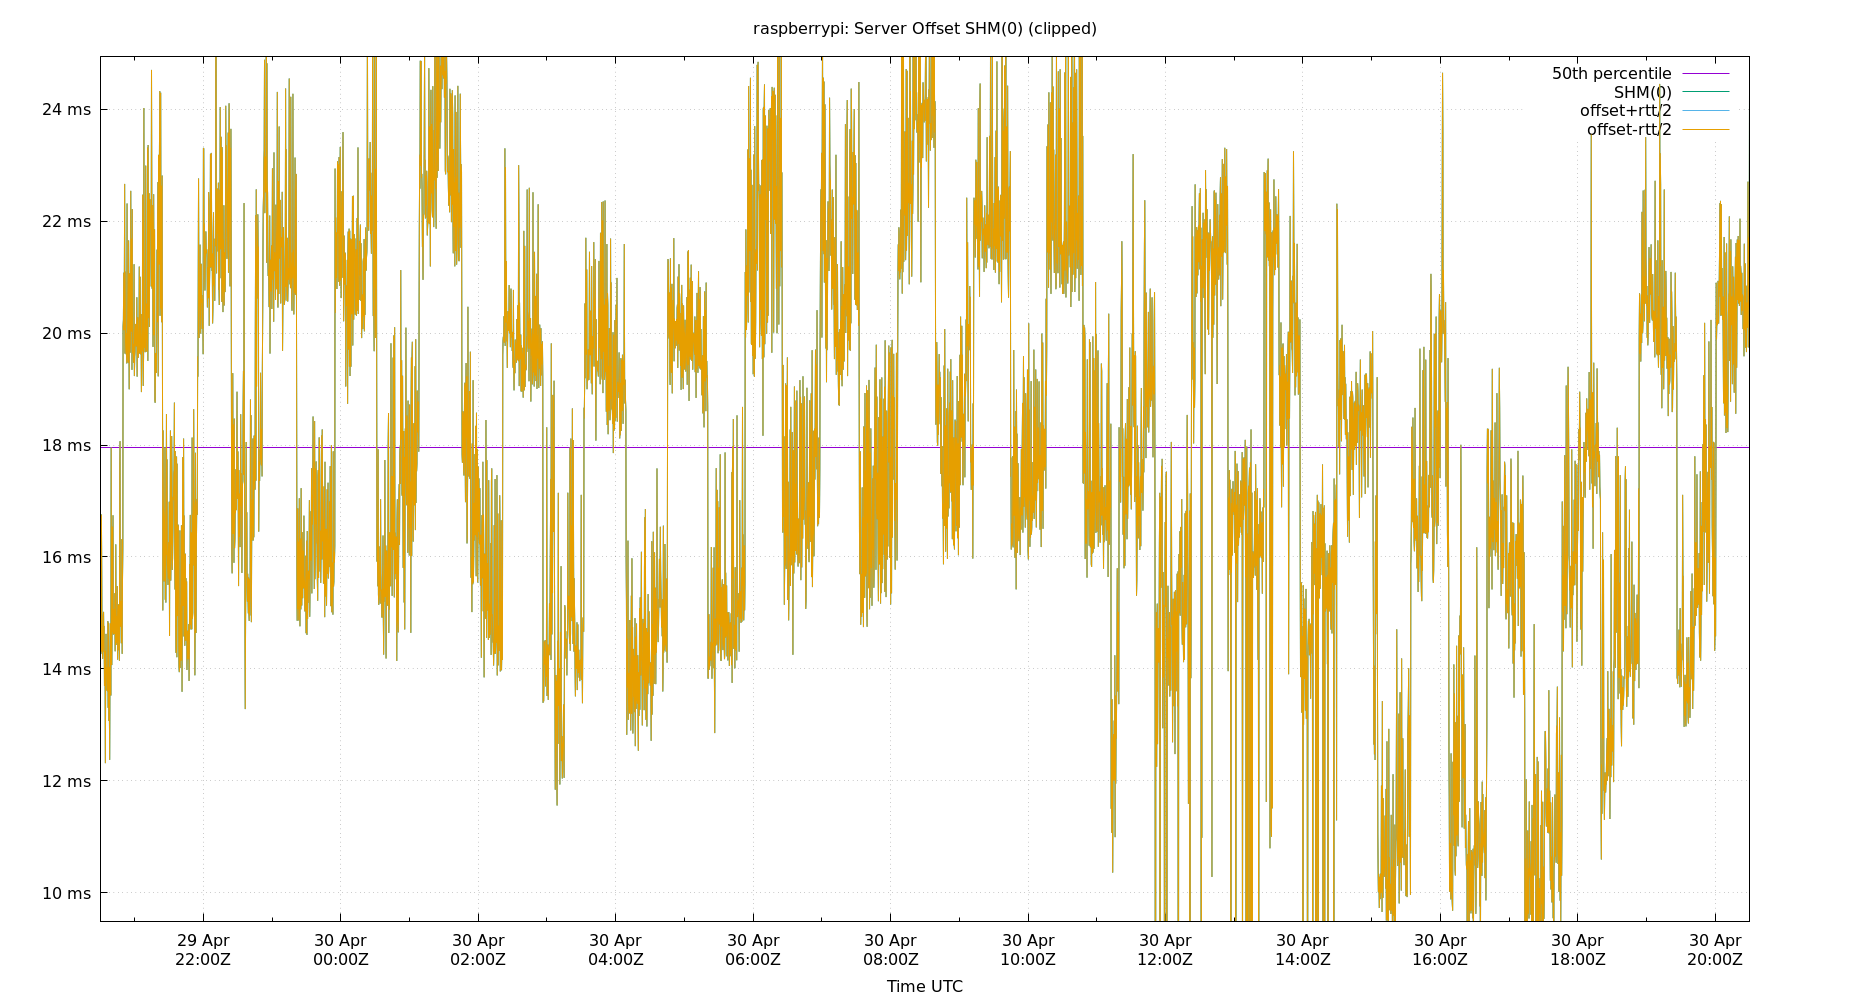 raspberrypi: Server Offset SHM(0) (clipped)
50th percentile
SHM(0)
offset+rtt/2
offset-rtt/2
24 ms
22 ms
20 ms
18 ms
16 ms
14 ms
12 ms
10 ms
29 Apr 30 Apr 30 Apr 30 Apr 30 Apr 30 Apr 30 Apr 30 Apr 30 Apr 30 Apr 30 Apr 30 Apr
22:00Z 00:00Z 02:00Z 04:00Z 06:00Z 08:00Z 10:00Z 12:00Z 14:00Z 16:00Z 18:00Z 20:00Z
Time UTC